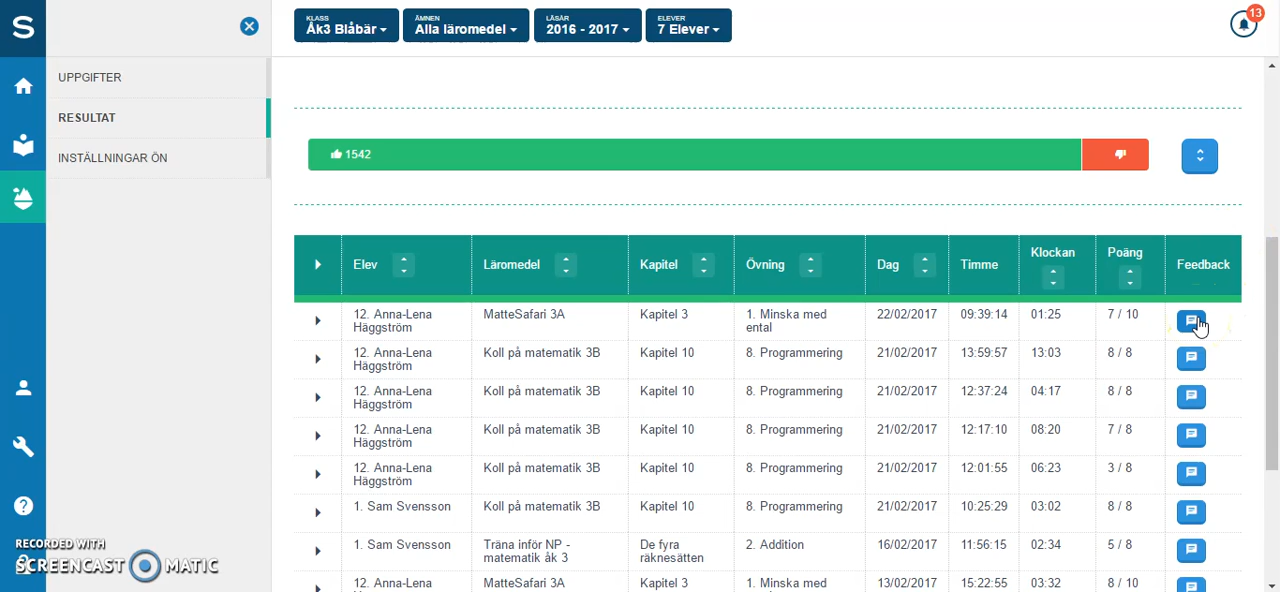 S
KLASS
Åk3 Blåbär
ÄMNEN
Alla läromedel
LÄSÅR
2016 - 2017
ELEVER
7 Elever
13
UPPGIFTER
RESULTAT
INSTÄLLNINGAR ÖN
1542
Elev
Läromedel
Kapitel
Övning
Dag
Timme
Klockan
Poäng
Feedback
12. Anna-Lena
Häggström
MatteSafari 3A
Kapitel 3
1. Minska med
ental
22/02/2017
09:39:14
01:25
7 / 10
12. Anna-Lena
Häggström
Koll på matematik 3B
Kapitel 10
8. Programmering
21/02/2017
13:59:57
13:03
8 / 8
12. Anna-Lena
Häggström
Koll på matematik 3B
Kapitel 10
8. Programmering
21/02/2017
12:37:24
04:17
8 / 8
12. Anna-Lena
Häggström
Koll på matematik 3B
Kapitel 10
8. Programmering
21/02/2017
12:17:10
08:20
7 / 8
12. Anna-Lena
Häggström
Koll på matematik 3B
Kapitel 10
8. Programmering
21/02/2017
12:01:55
06:23
3 / 8
1. Sam Svensson
Koll på matematik 3B
Kapitel 10
8. Programmering
21/02/2017
10:25:29
03:02
8 / 8
1. Sam Svensson
Träna inför NP -
matematik åk 3
De fyra
räknesätten
2. Addition
16/02/2017
11:56:15
02:34
5 / 8
12. Anna-Lena
Häggström
MatteSafari 3A
Kapitel 3
1. Minska med
ental
13/02/2017
15:22:55
03:32
8 / 10
RECORDED WITH
SCREENCAST MATIC